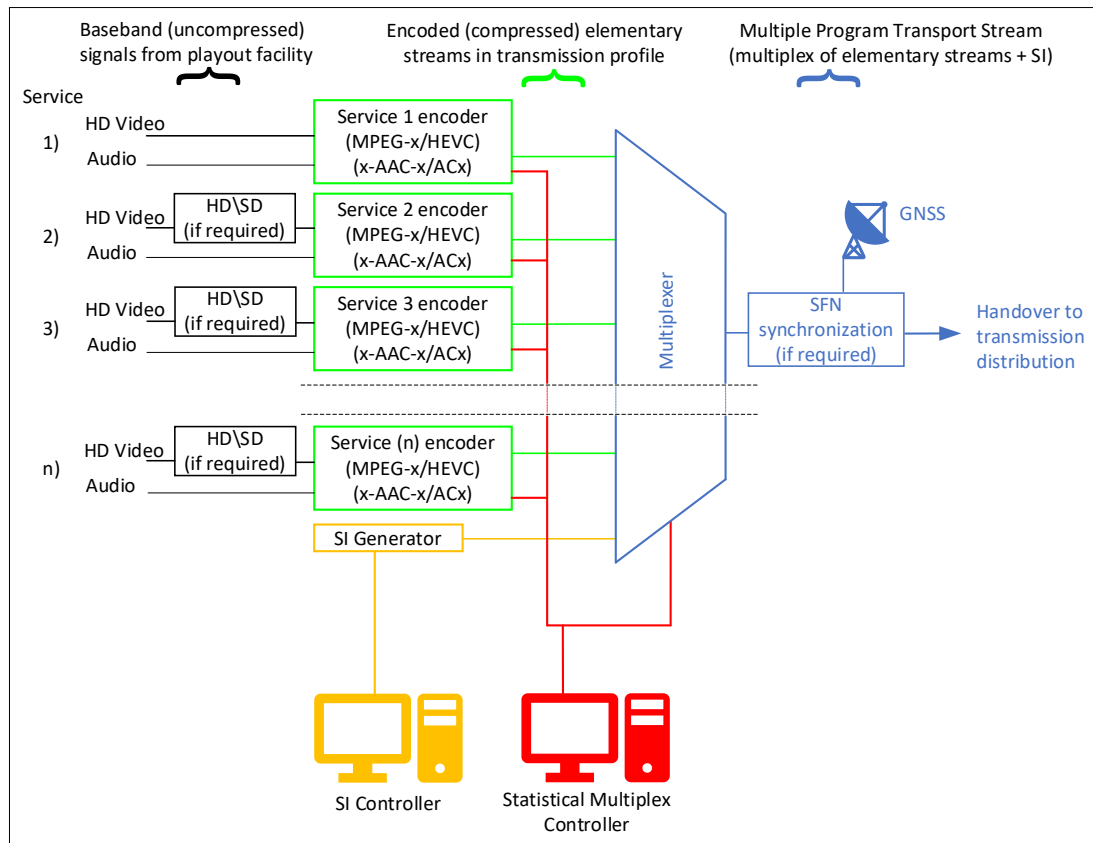 Baseband (uncompressed)
signals from playout facility
Encoded (compressed) elementary
streams in transmission profile
Multiple Program Transport Stream
(multiplex of elementary streams + SI)
Service
1)
HD Video
Audio
Service 1 encoder
(MPEG-x/HEVC)
(x-AAC-x/ACx)
2)
HD Video
Audio
HD\SD
(if required)
Service 2 encoder
(MPEG-x/HEVC)
(x-AAC-x/ACx)
3)
HD Video
Audio
HD\SD
(if required)
Service 3 encoder
(MPEG-x/HEVC)
(x-AAC-x/ACx)
n)
HD Video
Audio
HD\SD
(if required)
Service (n) encoder
(MPEG-x/HEVC)
(x-AAC-x/ACx)
SI Generator
Multiplexer
GNSS
SFN
synchronization
(if required)
Handover to
transmission
distribution
SI Controller
Statistical Multiplex
Controller